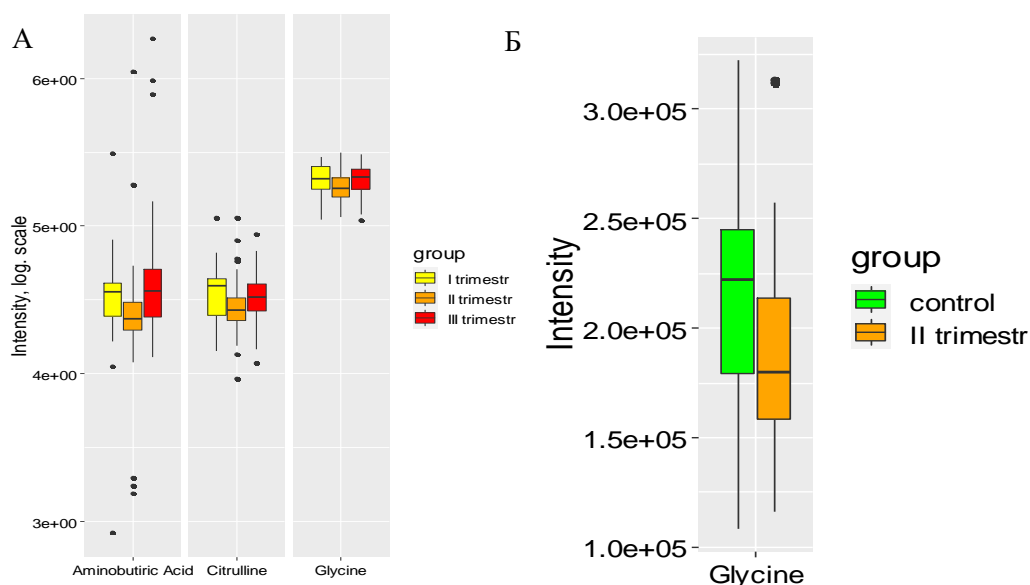 А
Intensity, log. scale
6e+00
5e+00
4e+00
3e+00
Aminobutiric Acid
Citrulline
Glycine
group
I trimestr
II trimestr
III trimestr
Б
Intensity
3.0e+05
2.5e+05
2.0e+05
1.5e+05
1.0e+05
Glycine
group
control
II trimestr